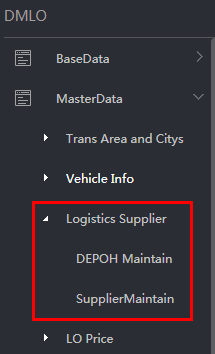 DMLO
BaseData
MasterData
Trans Area and Citys
Vehicle Info
Logistics Supplier
DEPOH Maintain
SupplierMaintain
LO Price